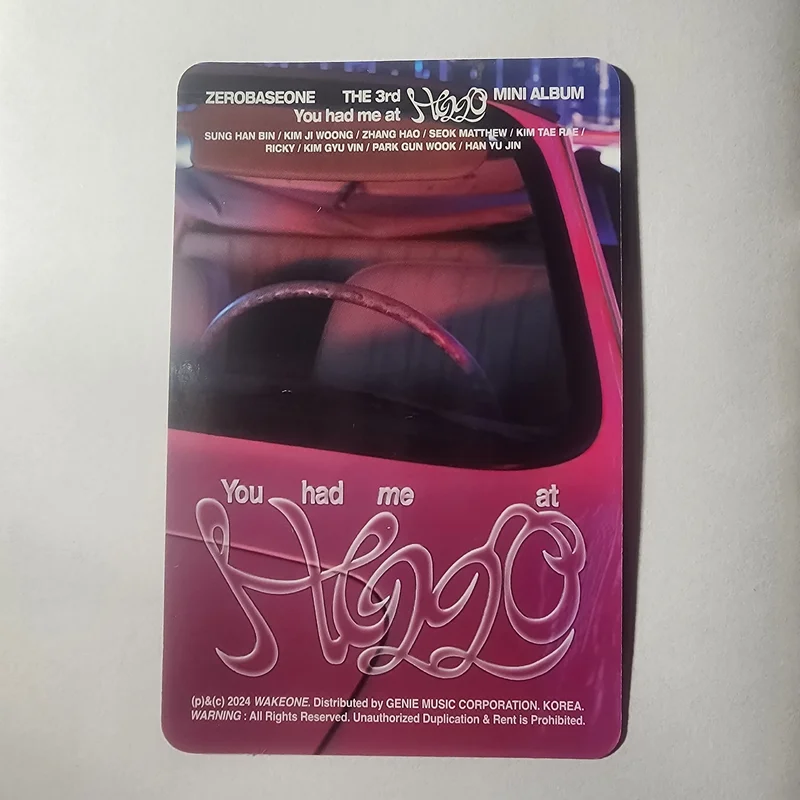 ZEROBASEONE THE 3rd HELLO MINI ALBUM
You had me at
SUNG HAN BIN / KIM JI WOONG / ZHANG HAO / SEOK MATTHEW / KIM TAE RAE /
RICKY / KIM GYU VIN / PARK GUN WOOK / HAN YU JIN
You had me at
HELLO
(p)&(c) 2024 WAKEONE. Distributed by GENIE MUSIC CORPORATION. KOREA.
WARNING : All Rights Reserved. Unauthorized Duplication & Rent is Prohibited.